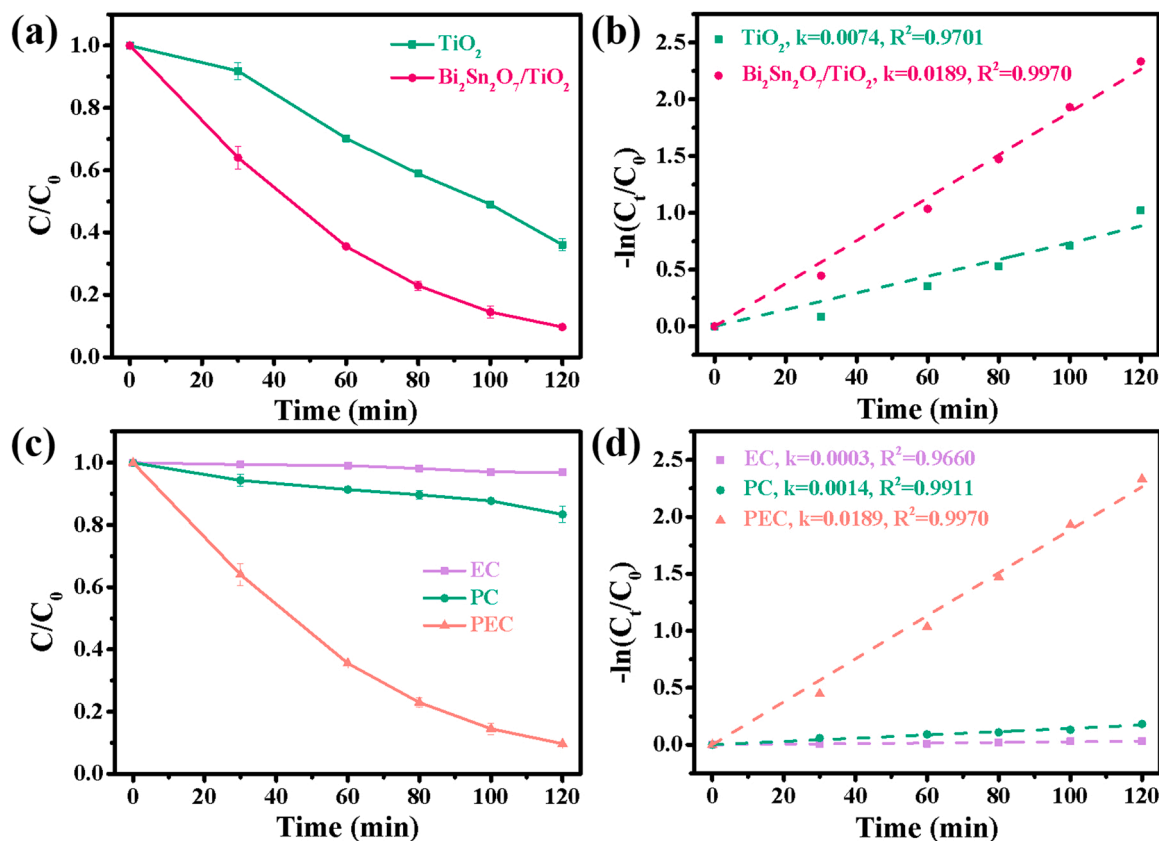 (a)
TiO₂
Bi₂Sn₂O₇/TiO₂
C/C₀
1.0
0.8
0.6
0.4
0.2
0.0
0 20 40 60 80 100 120
Time (min)
(b)
TiO₂, k=0.0074, R²=0.9701
Bi₂Sn₂O₇/TiO₂, k=0.0189, R²=0.9970
-ln(Cₜ/C₀)
2.5
2.0
1.5
1.0
0.5
0.0
0 20 40 60 80 100 120
Time (min)
(c)
EC
PC
PEC
C/C₀
1.0
0.8
0.6
0.4
0.2
0.0
0 20 40 60 80 100 120
Time (min)
(d)
EC, k=0.0003, R²=0.9660
PC, k=0.0014, R²=0.9911
PEC, k=0.0189, R²=0.9970
-ln(Cₜ/C₀)
2.5
2.0
1.5
1.0
0.5
0.0
0 20 40 60 80 100 120
Time (min)